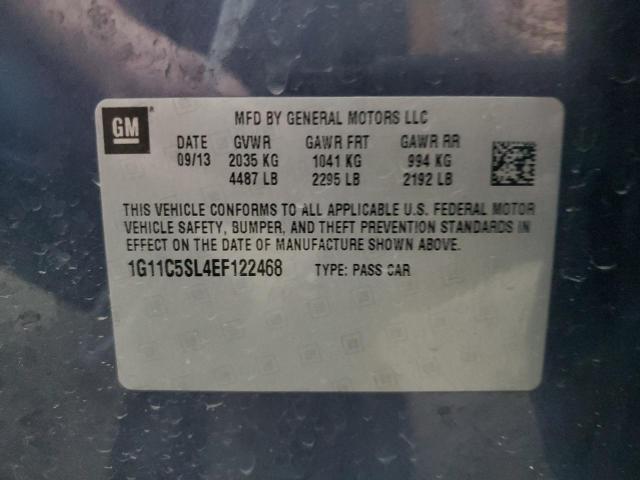 GM
MFD BY GENERAL MOTORS LLC
DATE GVWR GAWR FRT GAWR RR
09/13 2035 KG 1041 KG 994 KG
4487 LB 2295 LB 2192 LB
THIS VEHICLE CONFORMS TO ALL APPLICABLE U.S. FEDERAL MOTOR
VEHICLE SAFETY, BUMPER, AND THEFT PREVENTION STANDARDS IN
EFFECT ON THE DATE OF MANUFACTURE SHOWN ABOVE.
1G11C5SL4EF122468 TYPE: PASS CAR